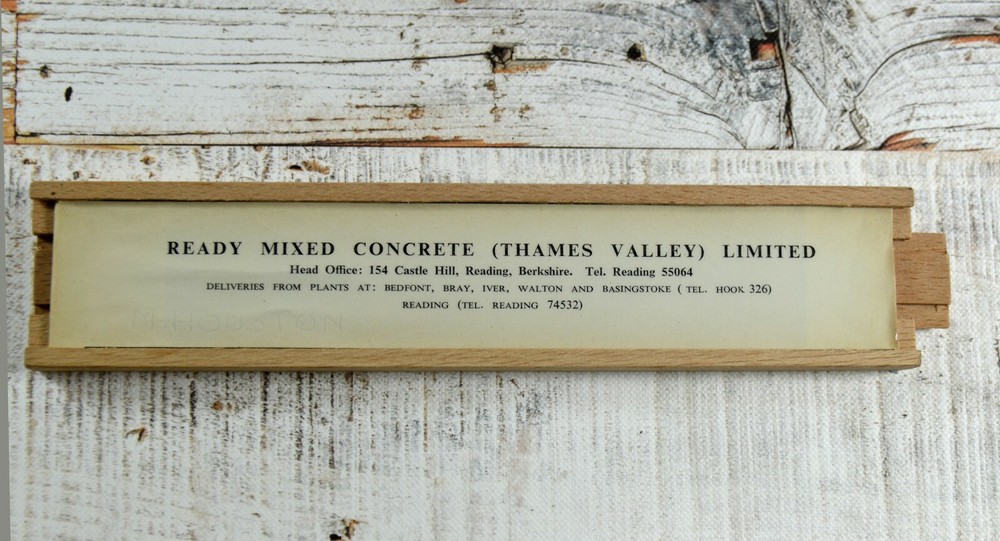 READY MIXED CONCRETE (THAMES VALLEY) LIMITED
Head Office: 154 Castle Hill, Reading, Berkshire. Tel. Reading 55064
DELIVERIES FROM PLANTS AT: BEDFONT, BRAY, IVER, WALTON AND BASINGSTOKE ( TEL. HOOK 326)
READING (TEL. READING 74532)